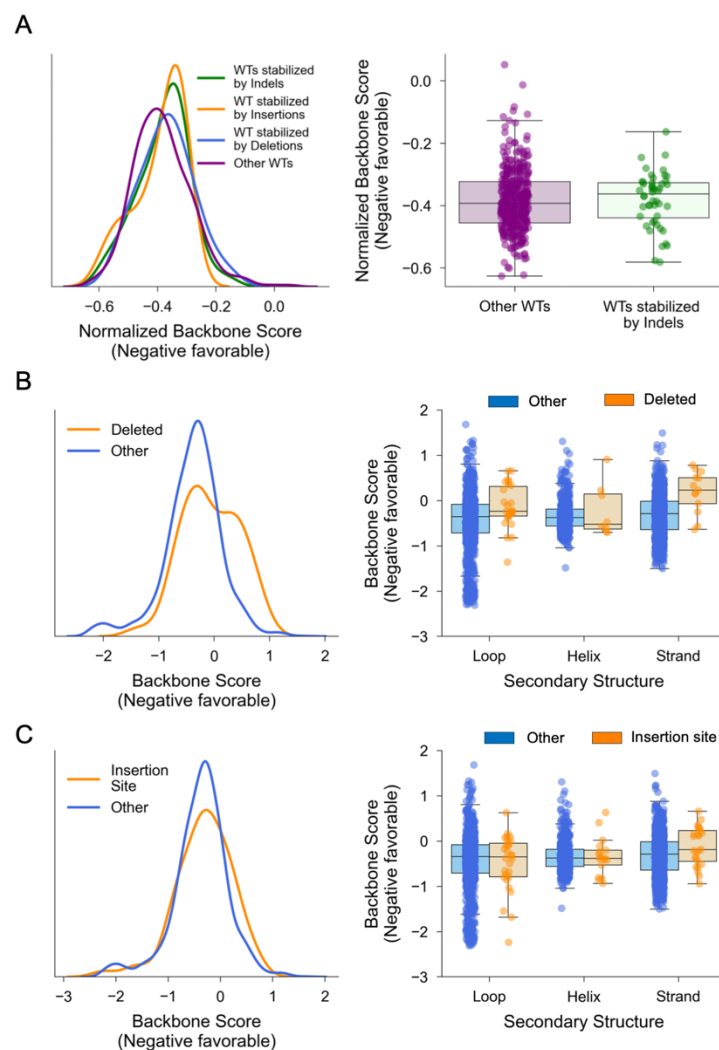 A
WTs stabilized
by Indels
WT stabilized
by Insertions
WT stabilized
by Deletions
Other WTs
−0.6
−0.4
−0.2
0.0
Normalized Backbone Score
(Negative favorable)
Normalized Backbone Score
(Negative favorable)
0.0
−0.2
−0.4
−0.6
Other WTs
WTs stabilized
by Indels
B
Deleted
Other
−2
−1
0
1
2
Backbone Score
(Negative favorable)
Other
Deleted
Backbone Score
(Negative favorable)
2
1
0
−1
−2
−3
Loop
Helix
Strand
Secondary Structure
C
Insertion
Site
Other
−3
−2
−1
0
1
2
Backbone Score
(Negative favorable)
Other
Insertion site
Backbone Score
(Negative favorable)
2
1
0
−1
−2
−3
Loop
Helix
Strand
Secondary Structure